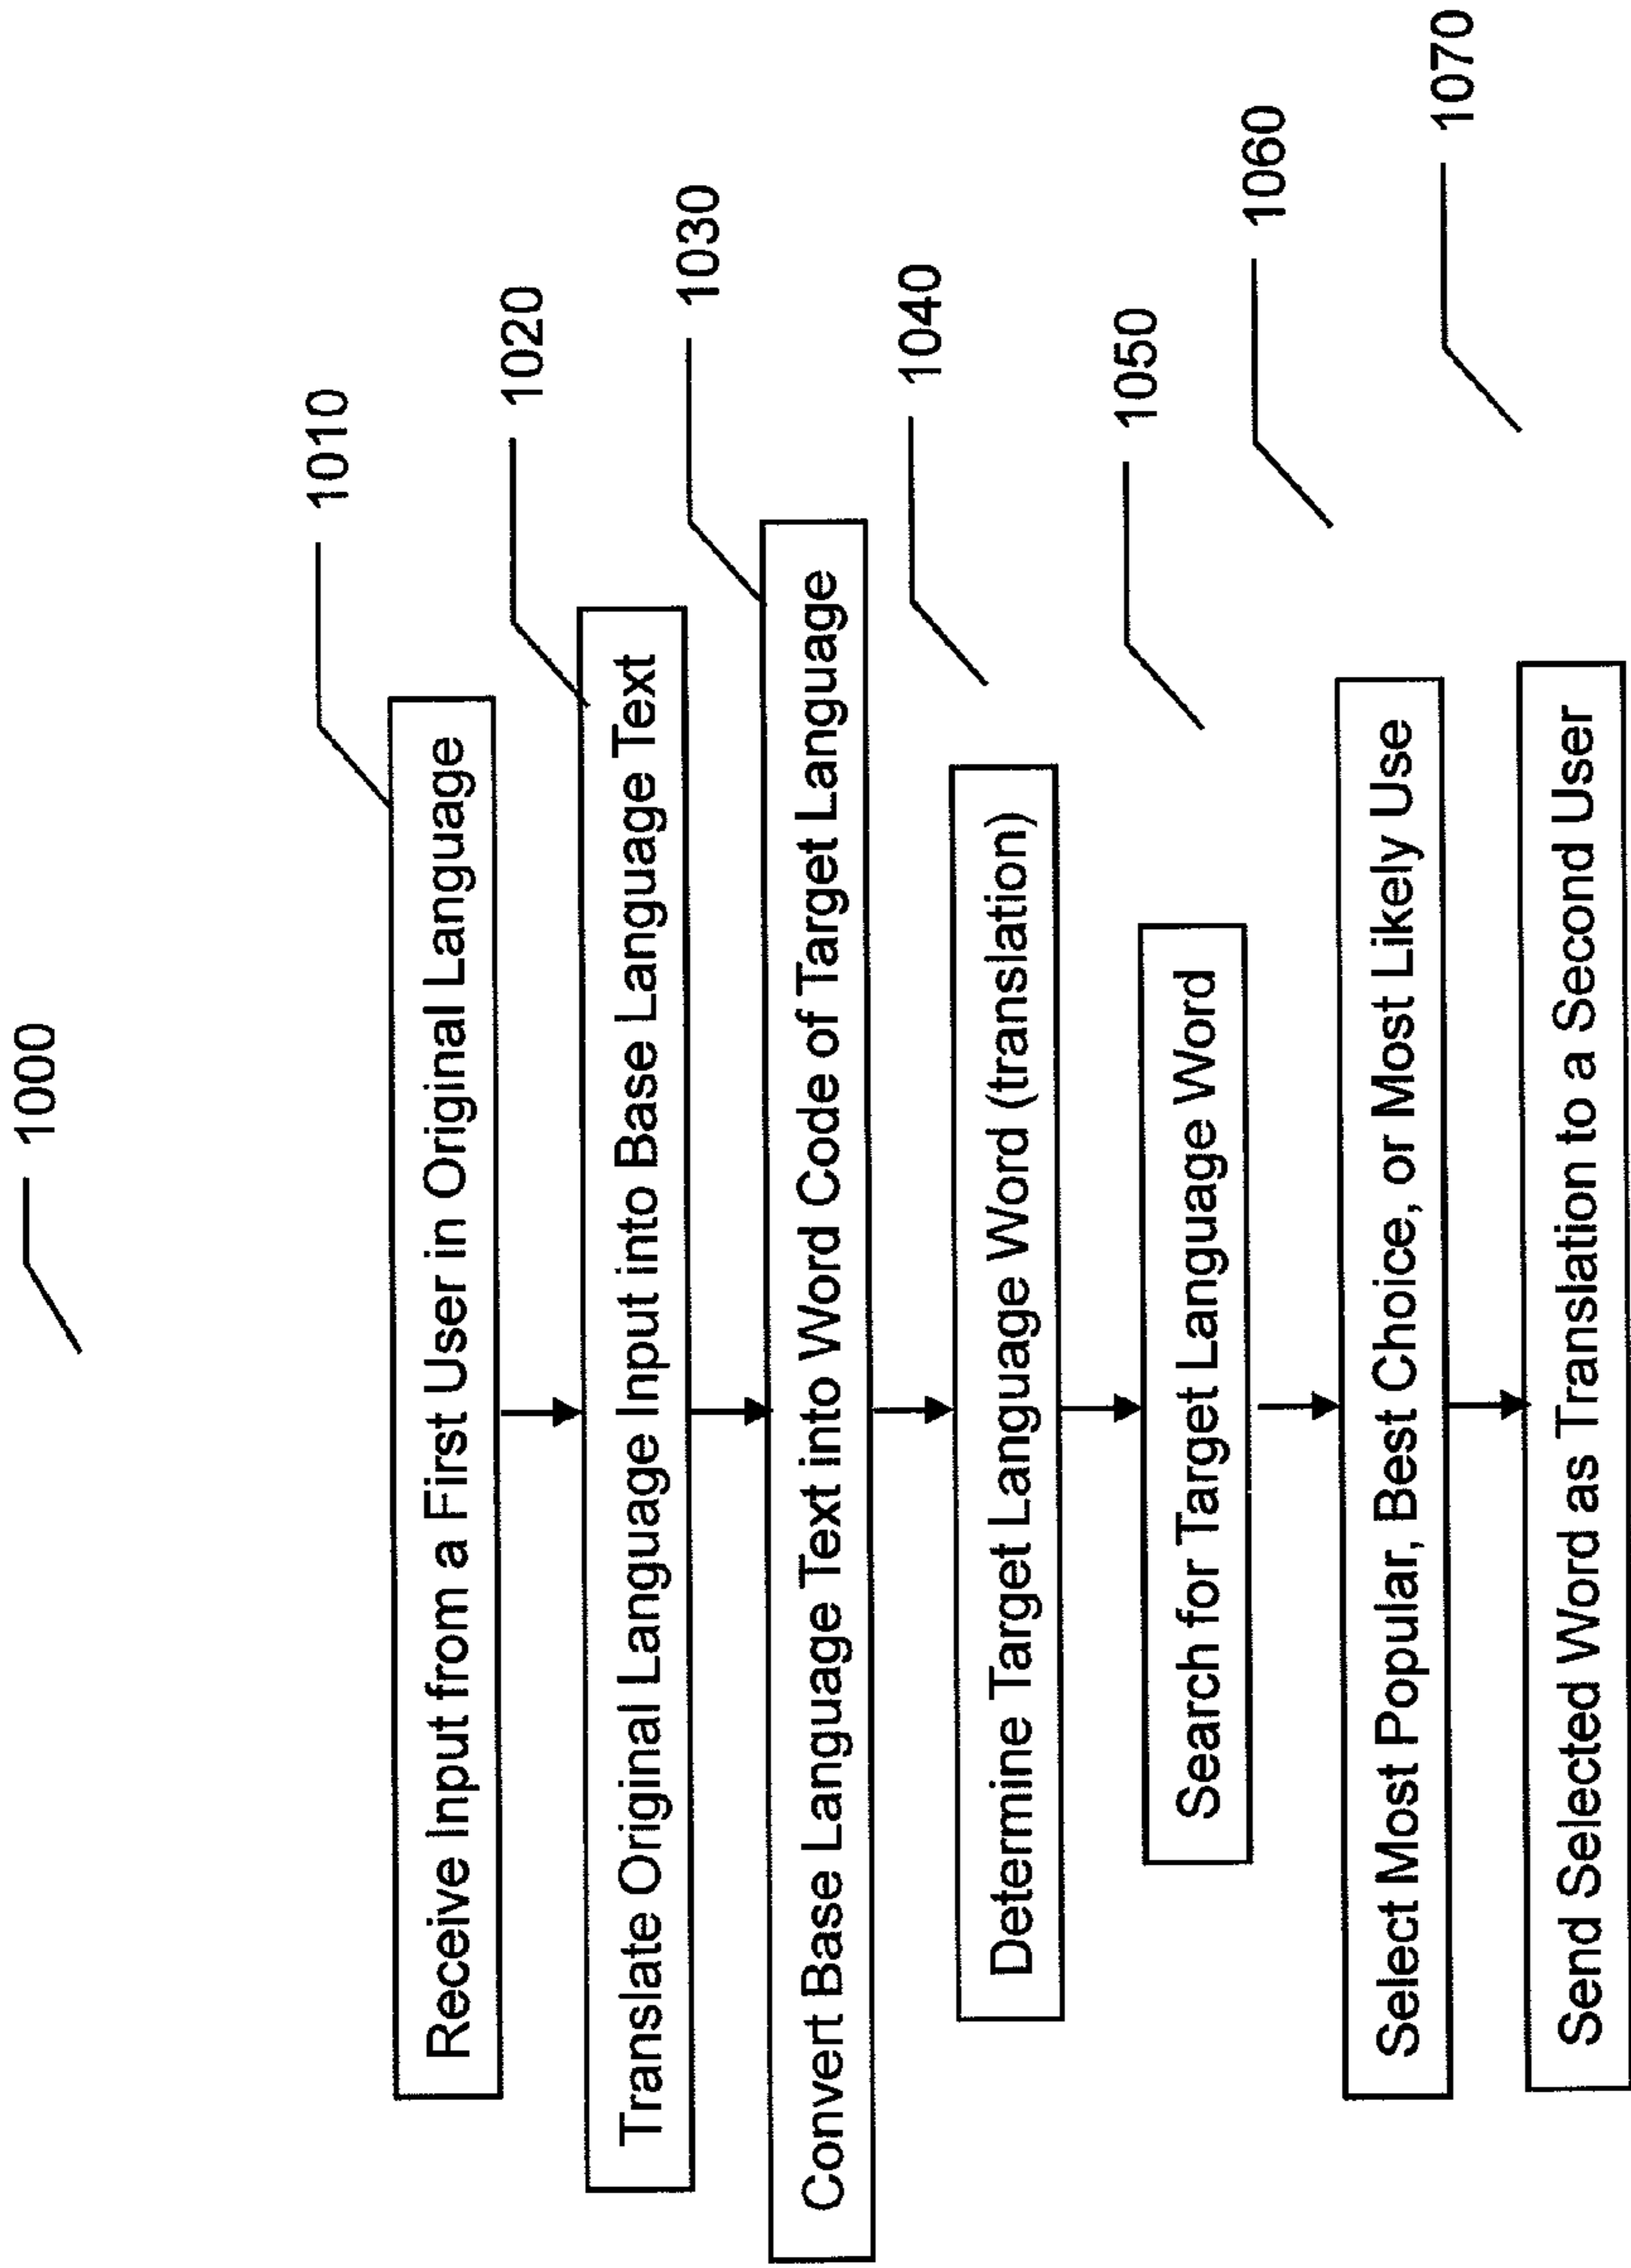 1000
Receive Input from a First User in Original Language
1010
Translate Original Language Input into Base Language Text
1020
Convert Base Language Text into Word Code of Target Language
1030
Determine Target Language Word (translation)
1040
Search for Target Language Word
1050
Select Most Popular, Best Choice, or Most Likely Use
1060
Send Selected Word as Translation to a Second User
1070